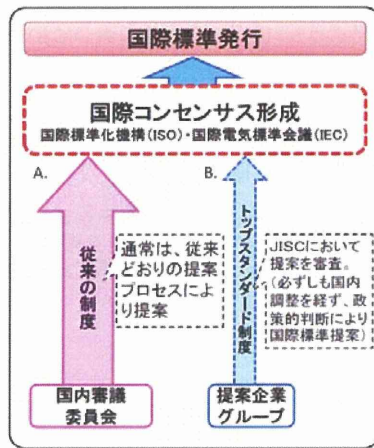 国際標準発行
国際コンセンサス形成
国際標準化機構(ISO)・国際電気標準会議(IEC)
A.
B.
従来の制度
通常は、従来
どおりの提案
プロセスによ
り提案
トップスタンダード制度
JISCにおいて
提案を審査。
(必ずしも国内
調整を経ず、政
策的判断により
国際標準提案)
国内審議
委員会
提案企業
グループ